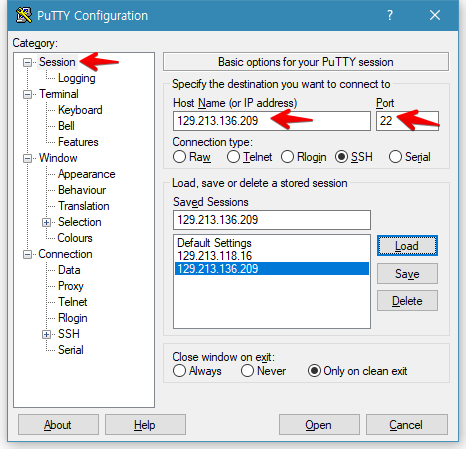 PuTTY Configuration
?
Category:
Session
Logging
Terminal
Keyboard
Bell
Features
Window
Appearance
Behaviour
Translation
Selection
Colours
Connection
Data
Proxy
Telnet
Rlogin
SSH
Serial
Basic options for your PuTTY session
Specify the destination you want to connect to
Host Name (or IP address) Port
129.213.136.209 22
Connection type:
Raw Telnet Rlogin SSH Serial
Load, save or delete a stored session
Saved Sessions
129.213.136.209
Default Settings
129.213.118.16
129.213.136.209
Load
Save
Delete
Close window on exit:
Always Never Only on clean exit
About Help Open Cancel